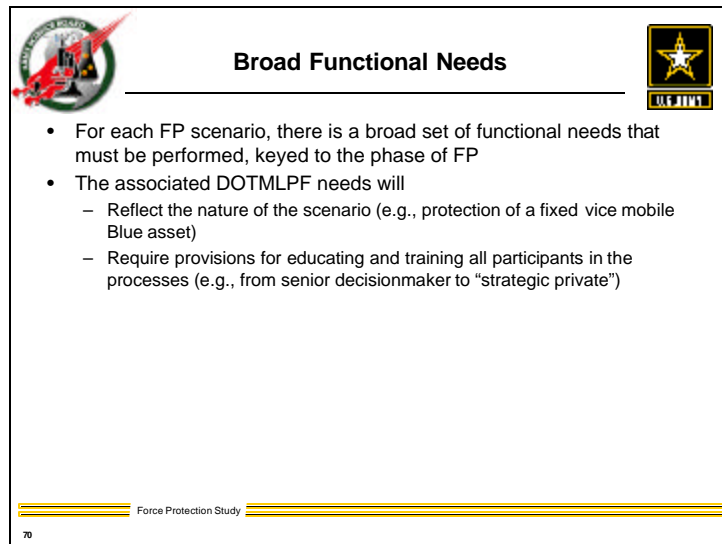 Broad Functional Needs
U.S. ARMY
• For each FP scenario, there is a broad set of functional needs that
must be performed, keyed to the phase of FP
• The associated DOTMLPF needs will
– Reflect the nature of the scenario (e.g., protection of a fixed vice mobile
Blue asset)
– Require provisions for educating and training all participants in the
processes (e.g., from senior decisionmaker to “strategic private”)
Force Protection Study
70